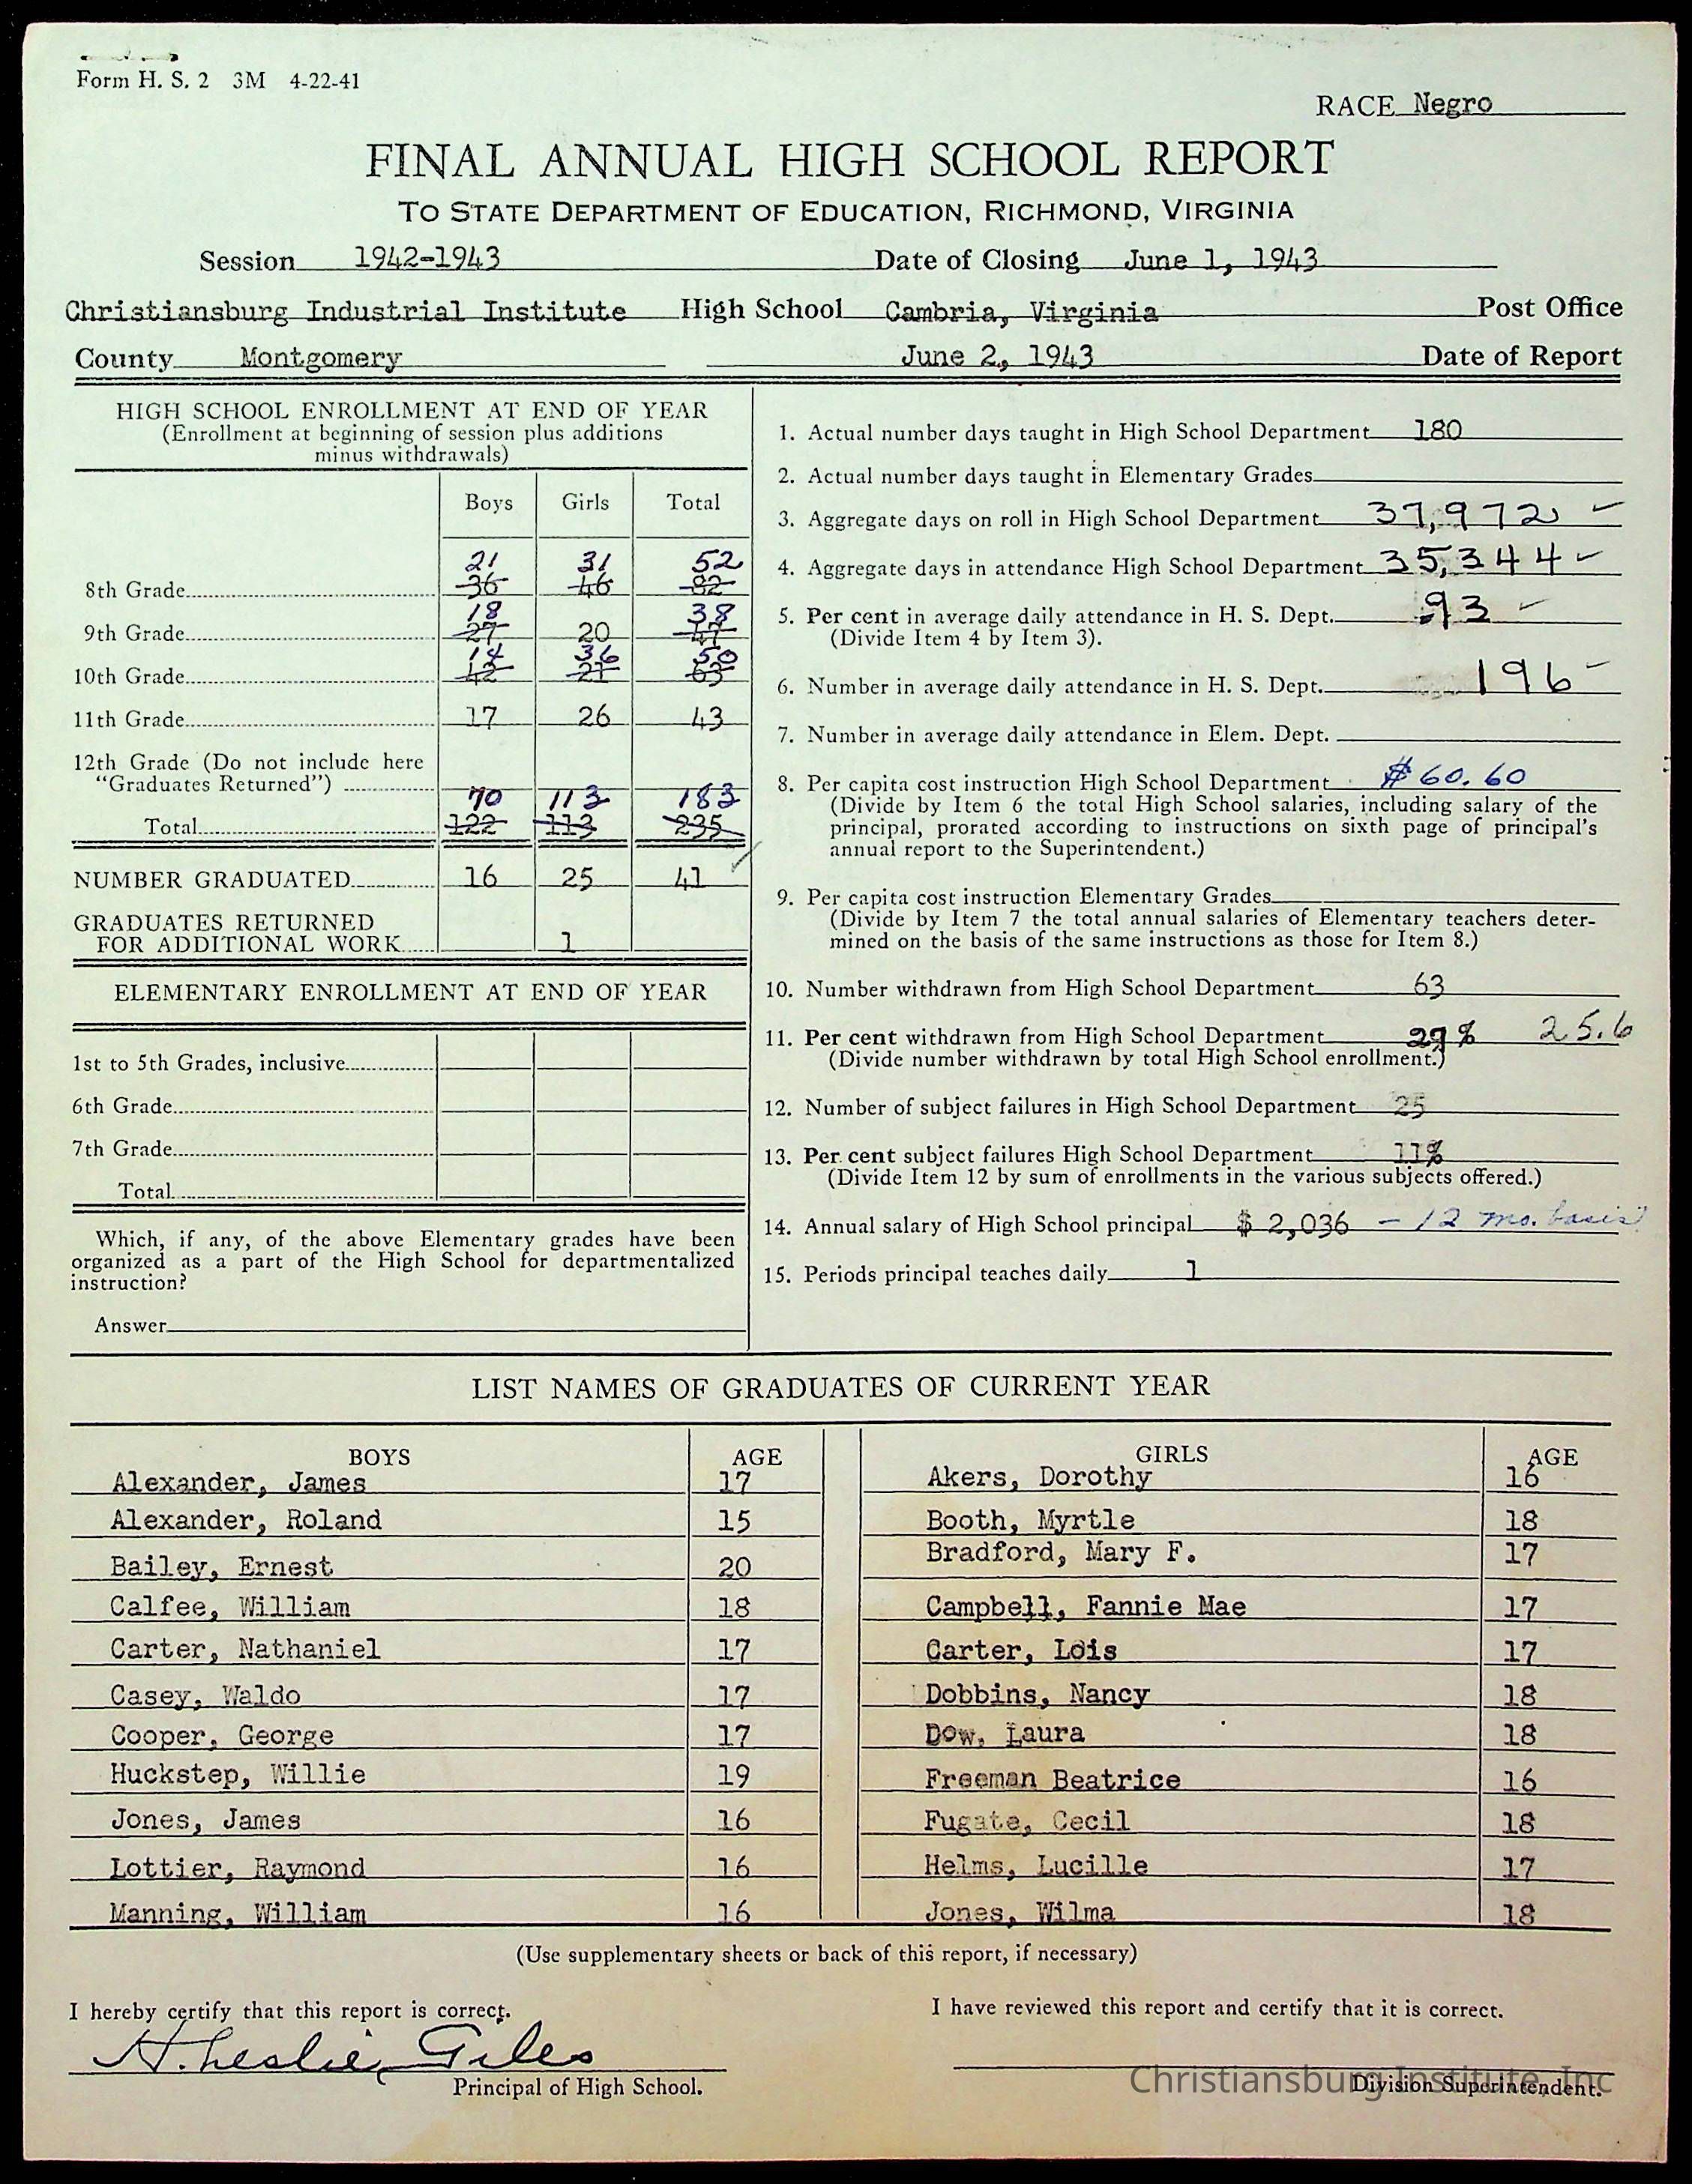 Form H. S. 2 3M 4-22-41
RACE Negro
FINAL ANNUAL HIGH SCHOOL REPORT
TO STATE DEPARTMENT OF EDUCATION, RICHMOND, VIRGINIA
Session 1942-1943 Date of Closing June 1, 1943
Christiansburg Industrial Institute High School Cambria, Virginia Post Office
County Montgomery June 2, 1943 Date of Report
HIGH SCHOOL ENROLLMENT AT END OF YEAR
(Enrollment at beginning of session plus additions
minus withdrawals)
Boys Girls Total
21 31 52
8th Grade 36 46 82
18 38
9th Grade 27 20 47
14 36 50
10th Grade 42 21 63
11th Grade 17 26 43
12th Grade (Do not include here
"Graduates Returned")
70 113 183
Total 122 113 235
NUMBER GRADUATED 16 25 41
GRADUATES RETURNED
FOR ADDITIONAL WORK 1
ELEMENTARY ENROLLMENT AT END OF YEAR
1st to 5th Grades, inclusive
6th Grade
7th Grade
Total
Which, if any, of the above Elementary grades have been
organized as a part of the High School for departmentalized
instruction?
Answer
1. Actual number days taught in High School Department 180
2. Actual number days taught in Elementary Grades
3. Aggregate days on roll in High School Department 37,972
4. Aggregate days in attendance High School Department 35,344
5. Per cent in average daily attendance in H. S. Dept. .93
(Divide Item 4 by Item 3).
6. Number in average daily attendance in H. S. Dept. 196
7. Number in average daily attendance in Elem. Dept.
8. Per capita cost instruction High School Department $60.60
(Divide by Item 6 the total High School salaries, including salary of the
principal, prorated according to instructions on sixth page of principal's
annual report to the Superintendent.)
9. Per capita cost instruction Elementary Grades
(Divide by Item 7 the total annual salaries of Elementary teachers deter-
mined on the basis of the same instructions as those for Item 8.)
10. Number withdrawn from High School Department 63
11. Per cent withdrawn from High School Department 27% 25.6
(Divide number withdrawn by total High School enrollment.)
12. Number of subject failures in High School Department 25
13. Per cent subject failures High School Department 11%
(Divide Item 12 by sum of enrollments in the various subjects offered.)
14. Annual salary of High School principal $ 2,036 - 12 mo. basis
15. Periods principal teaches daily 1
LIST NAMES OF GRADUATES OF CURRENT YEAR
BOYS AGE GIRLS AGE
Alexander, James 17 Akers, Dorothy 16
Alexander, Roland 15 Booth, Myrtle 18
Bailey, Ernest 20 Bradford, Mary F. 17
Calfee, William 18 Campbell, Fannie Mae 17
Carter, Nathaniel 17 Carter, Lois 17
Casey, Waldo 17 Dobbins, Nancy 18
Cooper, George 17 Dow, Laura 18
Huckstep, Willie 19 Freeman Beatrice 16
Jones, James 16 Fugate, Cecil 18
Lottier, Raymond 16 Helms, Lucille 17
Manning, William 16 Jones, Wilma 18
(Use supplementary sheets or back of this report, if necessary)
I hereby certify that this report is correct. I have reviewed this report and certify that it is correct.
A. Leslie Giles
Principal of High School. Division Superintendent.
Christiansburg Institute, Inc